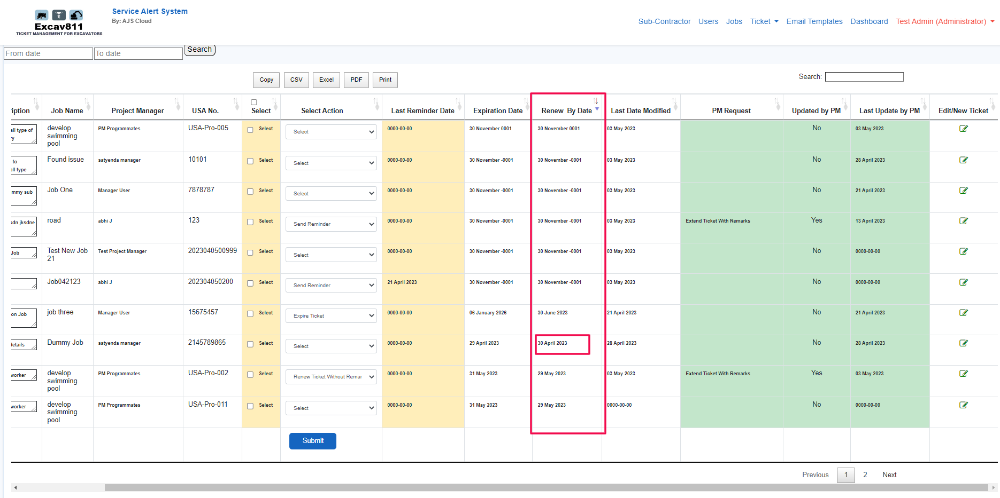 Service Alert System
By: AJS Cloud
Excav811
TICKET MANAGEMENT FOR EXCAVATORS
Sub-Contractor Users Jobs Ticket Email Templates Dashboard Test Admin (Administrator)
From date To date Search
Copy CSV Excel PDF Print Search:
iption Job Name Project Manager USA No. Select Select Action Last Reminder Date Expiration Date Renew By Date Last Date Modified PM Request Updated by PM Last Update by PM Edit/New Ticket
all type of
y develop swimming pool PM Programmates USA-Pro-005 Select Select 0000-00-00 30 November 0001 30 November 0001 03 May 2023 No 03 May 2023
to
all type Found issue satyenda manager 10101 Select Select 0000-00-00 30 November -0001 30 November -0001 03 May 2023 No 28 April 2023
mmy sub Job One Manager User 7878787 Select Select 0000-00-00 30 November -0001 30 November -0001 03 May 2023 No 21 April 2023
kdn jksdne road abhi J 123 Select Send Reminder 0000-00-00 30 November -0001 30 November -0001 03 May 2023 Extend Ticket With Remarks Yes 13 April 2023
Job Test New Job 21 Test Project Manager 2023040500999 Select Select 0000-00-00 30 November -0001 30 November -0001 03 May 2023 No 0000-00-00
Job042123 abhi J 202304050200 Select Send Reminder 21 April 2023 30 November -0001 30 November -0001 03 May 2023 No 0000-00-00
on Job job three Manager User 15675457 Select Expire Ticket 0000-00-00 06 January 2026 30 June 2023 21 April 2023 No 21 April 2023
details Dummy Job satyenda manager 2145789865 Select Select 0000-00-00 29 April 2023 30 April 2023 28 April 2023 No 28 April 2023
worker develop swimming pool PM Programmates USA-Pro-002 Select Renew Ticket Without Remar 0000-00-00 31 May 2023 29 May 2023 03 May 2023 Extend Ticket With Remarks Yes 03 May 2023
worker develop swimming pool PM Programmates USA-Pro-011 Select Select 0000-00-00 31 May 2023 29 May 2023 0000-00-00 No 0000-00-00
Submit
Previous 1 2 Next